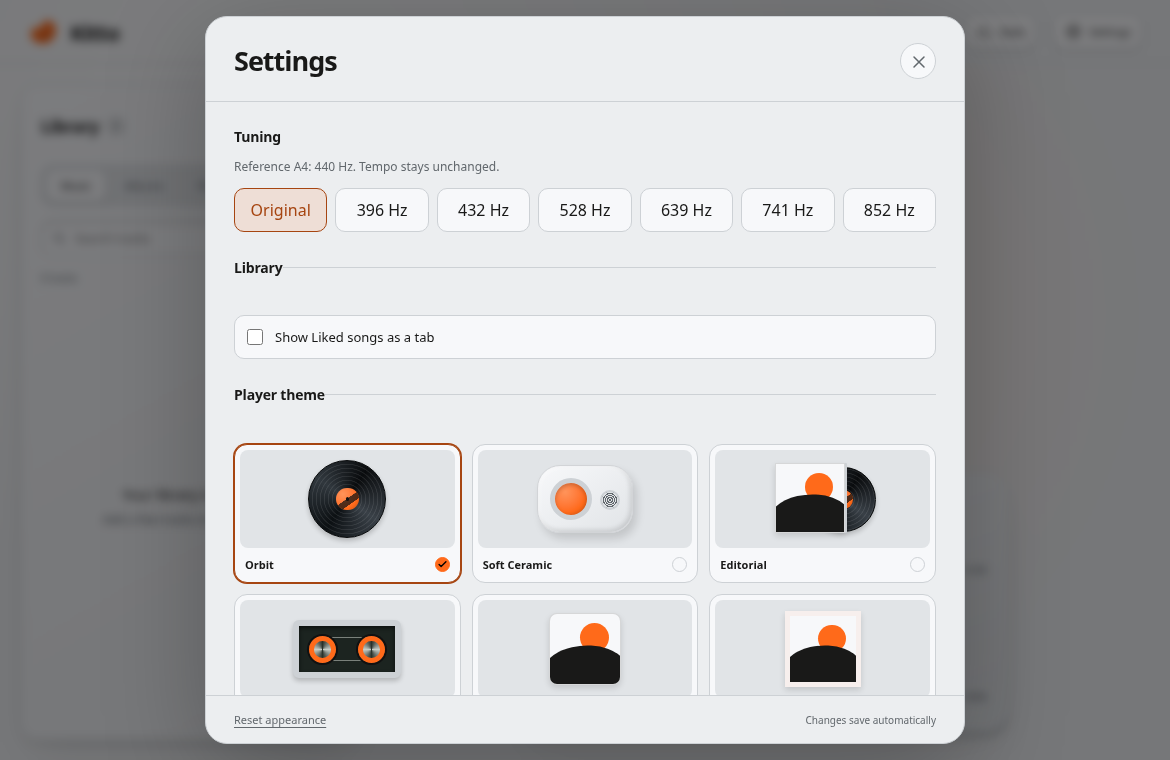 Settings
Tuning
Reference A4: 440 Hz. Tempo stays unchanged.
Original
396 Hz
432 Hz
528 Hz
639 Hz
741 Hz
852 Hz
Library
Show Liked songs as a tab
Player theme
Orbit
Soft Ceramic
Editorial
Reset appearance
Changes save automatically
Library